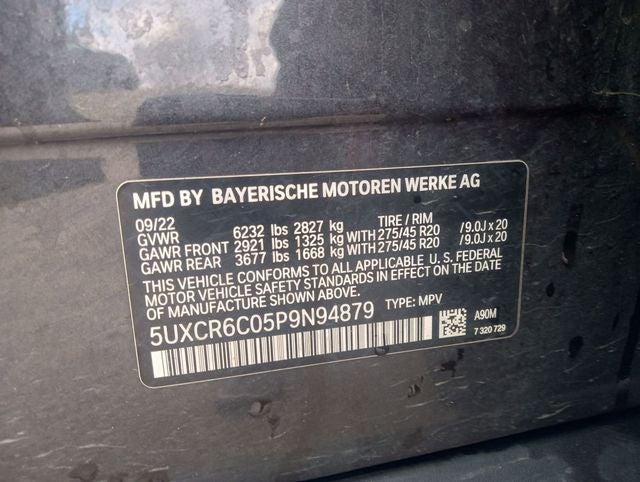 MFD BY BAYERISCHE MOTOREN WERKE AG
09/22 TIRE / RIM
GVWR 6232 lbs 2827 kg
GAWR FRONT 2921 lbs 1325 kg WITH 275/45 R20 / 9.0J x 20
GAWR REAR 3677 lbs 1668 kg WITH 275/45 R20 / 9.0J x 20
THIS VEHICLE CONFORMS TO ALL APPLICABLE U. S. FEDERAL
MOTOR VEHICLE SAFETY STANDARDS IN EFFECT ON THE DATE
OF MANUFACTURE SHOWN ABOVE.
5UXCR6C05P9N94879 TYPE: MPV
A90M
7 320 729